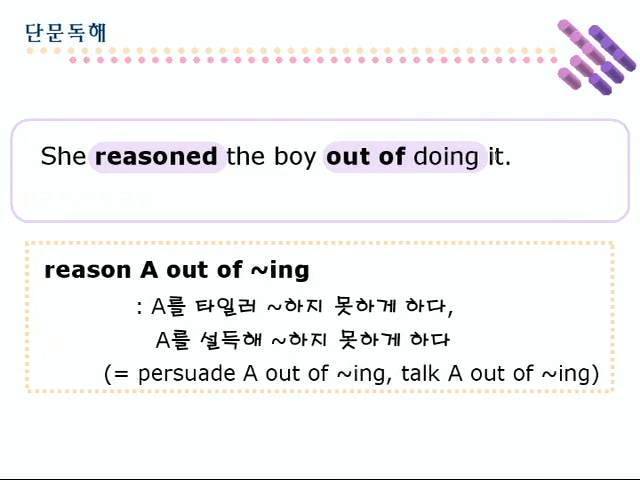 단문독해
She reasoned the boy out of doing it.
reason A out of ~ing
: A를 타일러 ~하지 못하게 하다,
A를 설득해 ~하지 못하게 하다
(= persuade A out of ~ing, talk A out of ~ing)